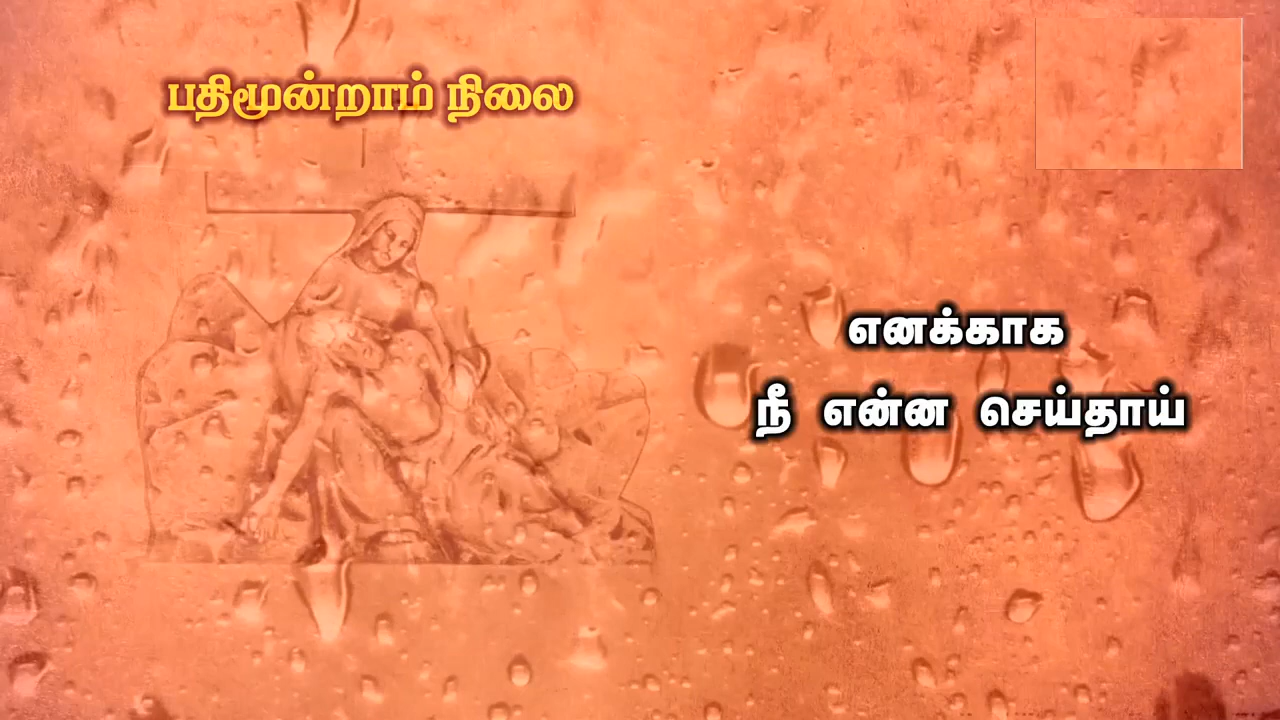 பதிமூன்றாம் நிலை
எனக்காக
நீ என்ன செய்தாய்